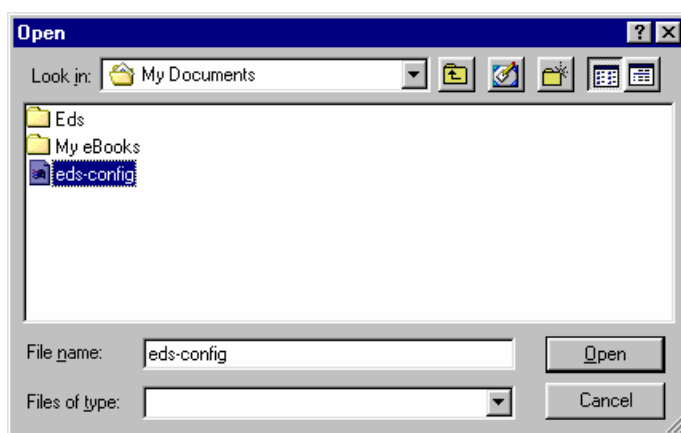 Open
Look in: My Documents
Eds
My eBooks
eds-config
File name: eds-config Open
Files of type: Cancel